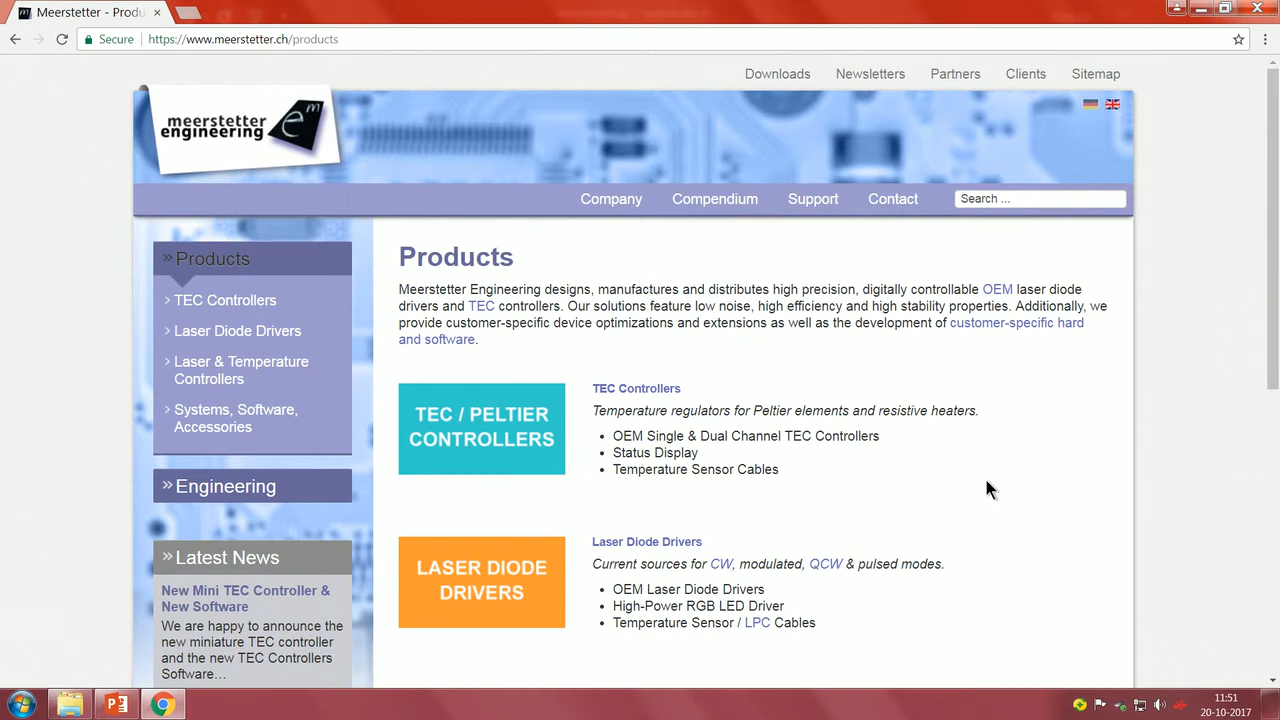 Meerstetter - Produ
Secure
https://www.meerstetter.ch/products
Downloads
Newsletters
Partners
Clients
Sitemap
meerstetter
engineering
em
Company
Compendium
Support
Contact
Search ...
» Products
› TEC Controllers
› Laser Diode Drivers
› Laser & Temperature
Controllers
› Systems, Software,
Accessories
» Engineering
» Latest News
New Mini TEC Controller &
New Software
We are happy to announce the
new miniature TEC controller
and the new TEC Controllers
Software...
Products
Meerstetter Engineering designs, manufactures and distributes high precision, digitally controllable OEM laser diode
drivers and TEC controllers. Our solutions feature low noise, high efficiency and high stability properties. Additionally, we
provide customer-specific device optimizations and extensions as well as the development of customer-specific hard
and software.
TEC / PELTIER
CONTROLLERS
TEC Controllers
Temperature regulators for Peltier elements and resistive heaters.
• OEM Single & Dual Channel TEC Controllers
• Status Display
• Temperature Sensor Cables
LASER DIODE
DRIVERS
Laser Diode Drivers
Current sources for CW, modulated, QCW & pulsed modes.
• OEM Laser Diode Drivers
• High-Power RGB LED Driver
• Temperature Sensor / LPC Cables
11:51
20-10-2017